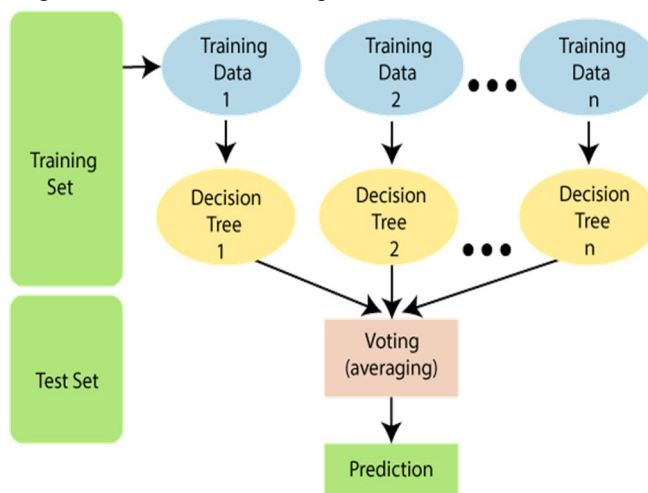 Training
Data
1
Training
Data
2
Training
Data
n
Training
Set
Decision
Tree
1
Decision
Tree
2
Decision
Tree
n
Test Set
Voting
(averaging)
Prediction